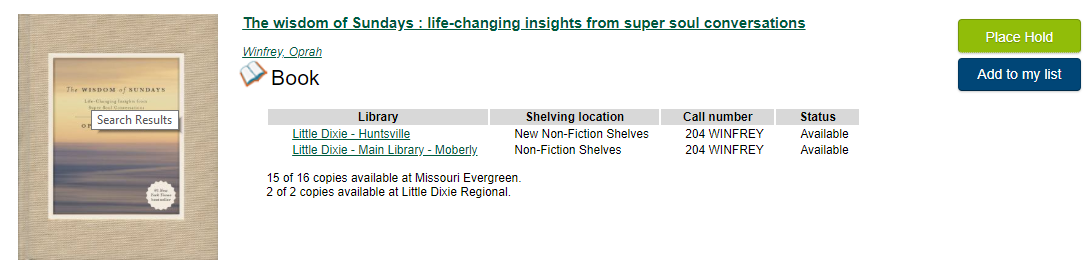 The wisdom of Sundays : life-changing insights from super soul conversations
Winfrey, Oprah
Book
Place Hold
Add to my list
The WISDOM of SUNDAYS
Life-Changing Insights from
Super Soul Conversations
Search Results
Library Shelving location Call number Status
Little Dixie - Huntsville New Non-Fiction Shelves 204 WINFREY Available
Little Dixie - Main Library - Moberly Non-Fiction Shelves 204 WINFREY Available
15 of 16 copies available at Missouri Evergreen.
2 of 2 copies available at Little Dixie Regional.